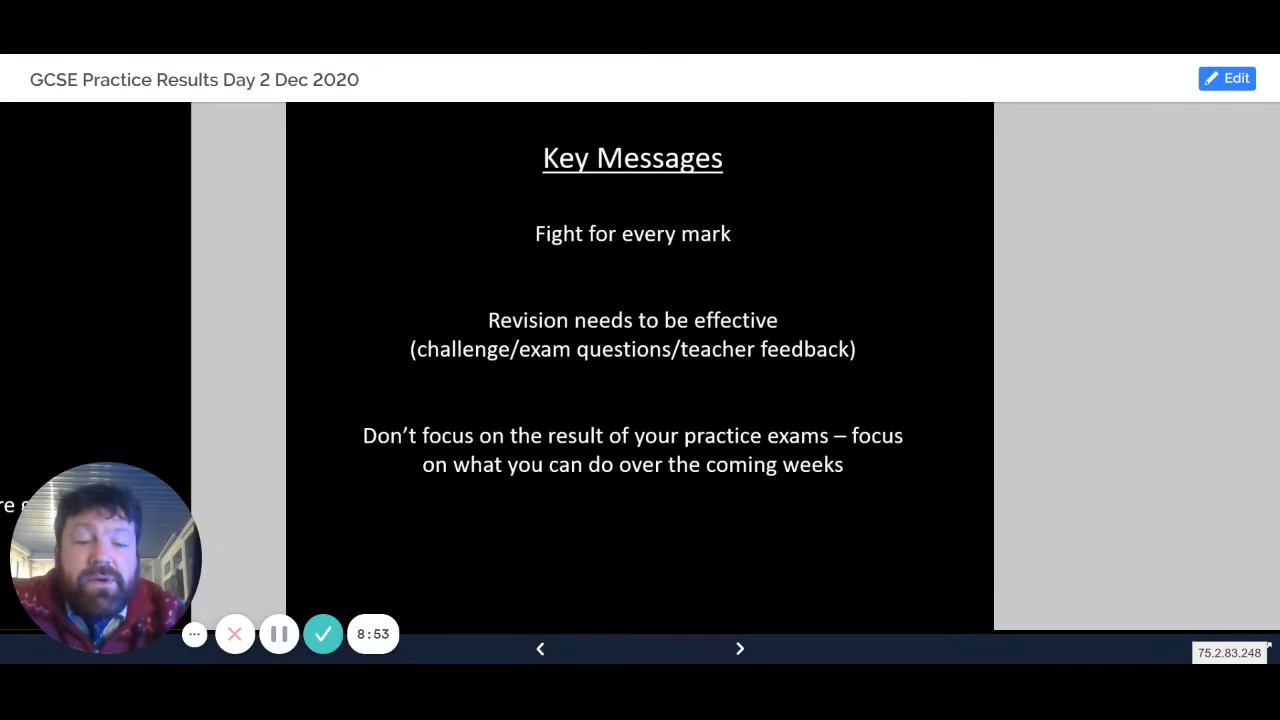 GCSE Practice Results Day 2 Dec 2020
Edit
Key Messages
Fight for every mark
Revision needs to be effective
(challenge/exam questions/teacher feedback)
Don't focus on the result of your practice exams – focus
on what you can do over the coming weeks
re
8:53
75.2.83.248